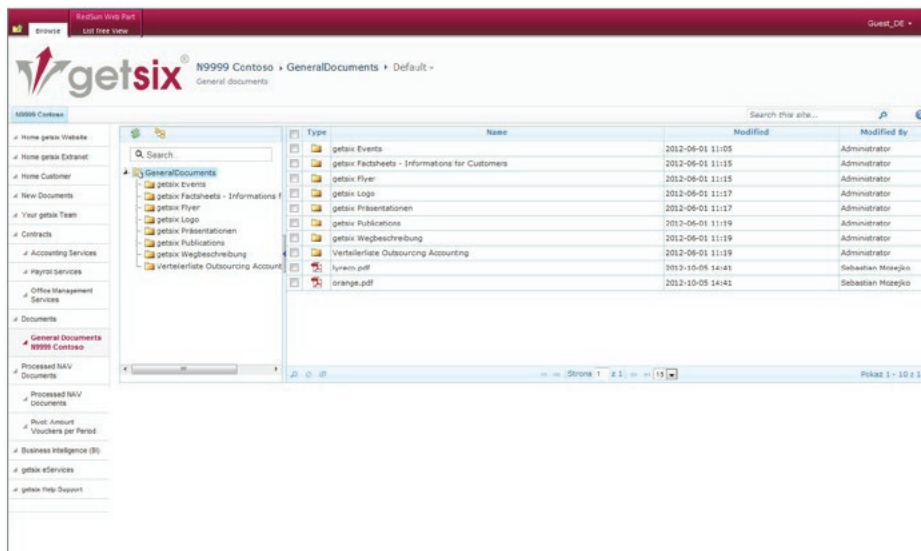 RedSun Web Part
Browse
List Tree View
Guest_DE
getsix®
N9999 Contoso › GeneralDocuments › Default
General documents
N9999 Contoso
Search this site...
Home getsix Website
Home getsix Extranet
Home Customer
New Documents
Your getsix Team
Contracts
Accounting Services
Payrol Services
Office Management
Services
Documents
General Documents
N9999 Contoso
Processed NAV
Documents
Processed NAV
Documents
Pivot: Amount
Vouchers per Period
Business Intelligence (BI)
getsix eServices
getsix Help Support
Search
GeneralDocuments
getsix Events
getsix Factsheets - Informations f
getsix Flyer
getsix Logo
getsix Präsentationen
getsix Publications
getsix Wegbeschreibung
Verteilerliste Outsourcing Account
Type Name Modified Modified By
getsix Events 2012-06-01 11:05 Administrator
getsix Factsheets - Informations for Customers 2012-06-01 11:15 Administrator
getsix Flyer 2012-06-01 11:15 Administrator
getsix Logo 2012-06-01 11:17 Administrator
getsix Präsentationen 2012-06-01 11:17 Administrator
getsix Publications 2012-06-01 11:19 Administrator
getsix Wegbeschreibung 2012-06-01 11:19 Administrator
Verteilerliste Outsourcing Accounting 2012-06-01 11:19 Administrator
lyreco.pdf 2012-10-05 14:41 Sebastian Mozejko
orange.pdf 2012-10-05 14:41 Sebastian Mozejko
Strona 1 z 1 15
Pokaż 1 - 10 z 1